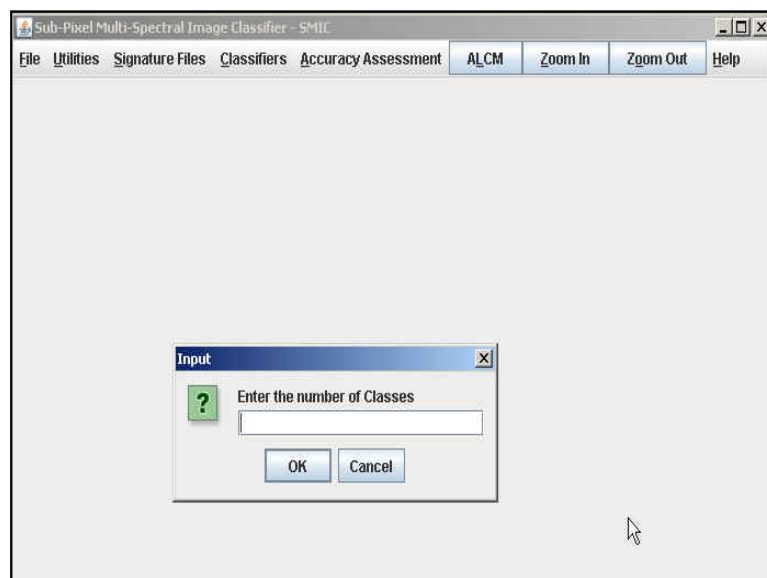 Sub-Pixel Multi-Spectral Image Classifier - SMIC
File Utilities Signature Files Classifiers Accuracy Assessment ALCM Zoom In Zoom Out Help
Input
Enter the number of Classes
OK Cancel